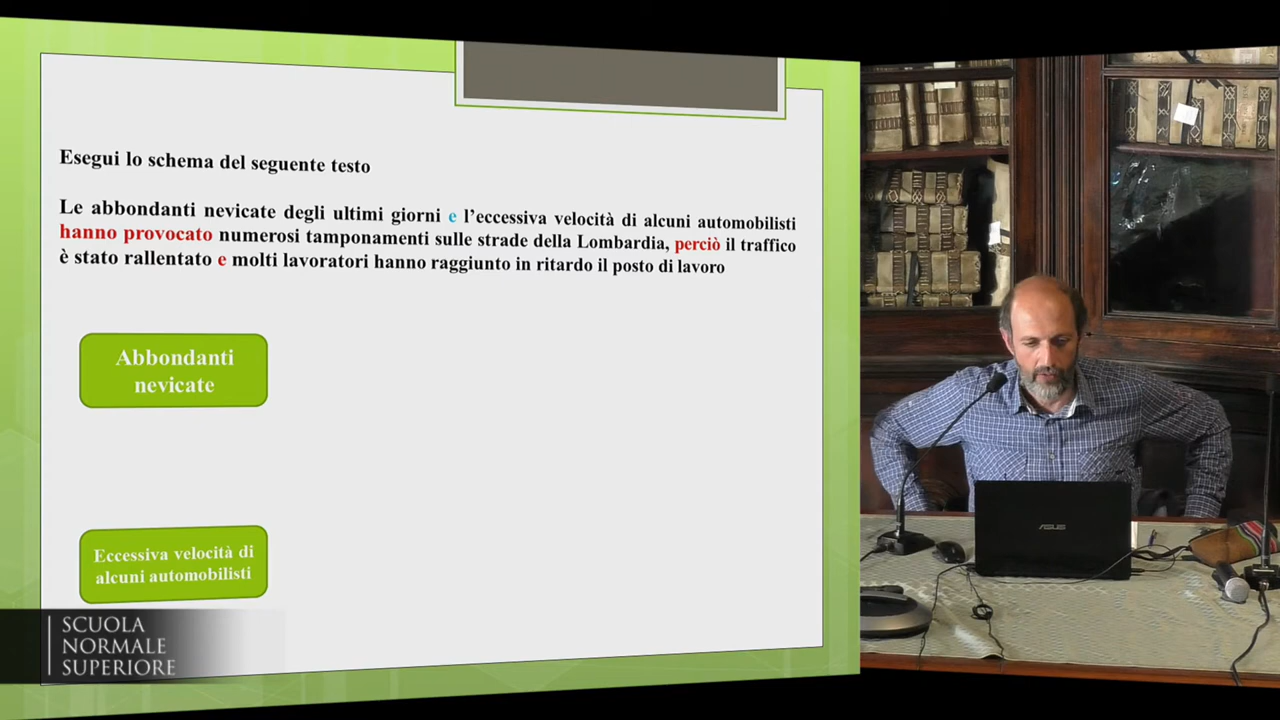 Esegui lo schema del seguente testo
Le abbondanti nevicate degli ultimi giorni e l'eccessiva velocità di alcuni automobilisti
hanno provocato numerosi tamponamenti sulle strade della Lombardia, perciò il traffico
è stato rallentato e molti lavoratori hanno raggiunto in ritardo il posto di lavoro
Abbondanti
nevicate
Eccessiva velocità di
alcuni automobilisti
SCUOLA
NORMALE
SUPERIORE
ASUS